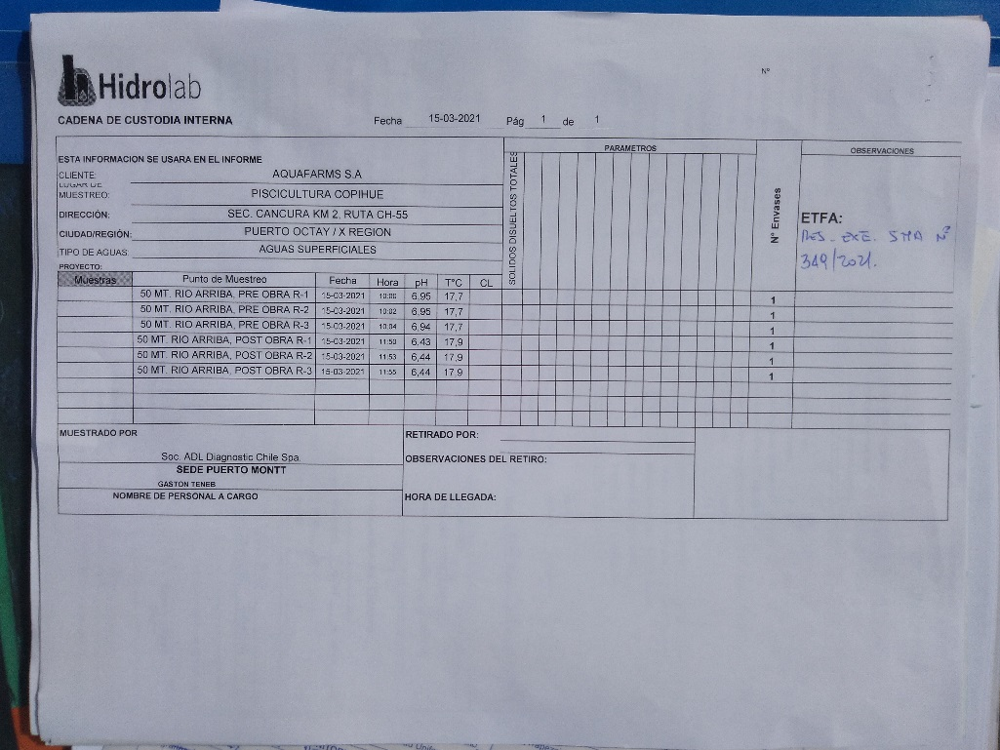 Hidrolab
Nº
CADENA DE CUSTODIA INTERNA
Fecha 15-03-2021 Pág 1 de 1
ESTA INFORMACION SE USARA EN EL INFORME
CLIENTE: AQUAFARMS S.A
LUGAR DE MUESTREO: PISCICULTURA COPIHUE
DIRECCIÓN: SEC. CANCURA KM 2, RUTA CH-55
CIUDAD/REGIÓN: PUERTO OCTAY / X REGION
TIPO DE AGUAS: AGUAS SUPERFICIALES
PROYECTO:
PARAMETROS
SOLIDOS DISUELTOS TOTALES
Nº Envases
OBSERVACIONES
ETFA:
RES. EXE. SMA Nº
349/2021.
Muestras Punto de Muestreo Fecha Hora pH TºC CL
50 MT. RIO ARRIBA, PRE OBRA R-1 15-03-2021 10:00 6,95 17,7 1
50 MT. RIO ARRIBA, PRE OBRA R-2 15-03-2021 10:02 6,95 17,7 1
50 MT. RIO ARRIBA, PRE OBRA R-3 15-03-2021 10:04 6,94 17,7 1
50 MT. RIO ARRIBA, POST OBRA R-1 15-03-2021 11:50 6,43 17,9 1
50 MT. RIO ARRIBA, POST OBRA R-2 15-03-2021 11:53 6,44 17,9 1
50 MT. RIO ARRIBA, POST OBRA R-3 15-03-2021 11:55 6,44 17,9 1
MUESTRADO POR
Soc. ADL Diagnostic Chile Spa.
SEDE PUERTO MONTT
GASTON TENEB
NOMBRE DE PERSONAL A CARGO
RETIRADO POR:
OBSERVACIONES DEL RETIRO:
HORA DE LLEGADA: